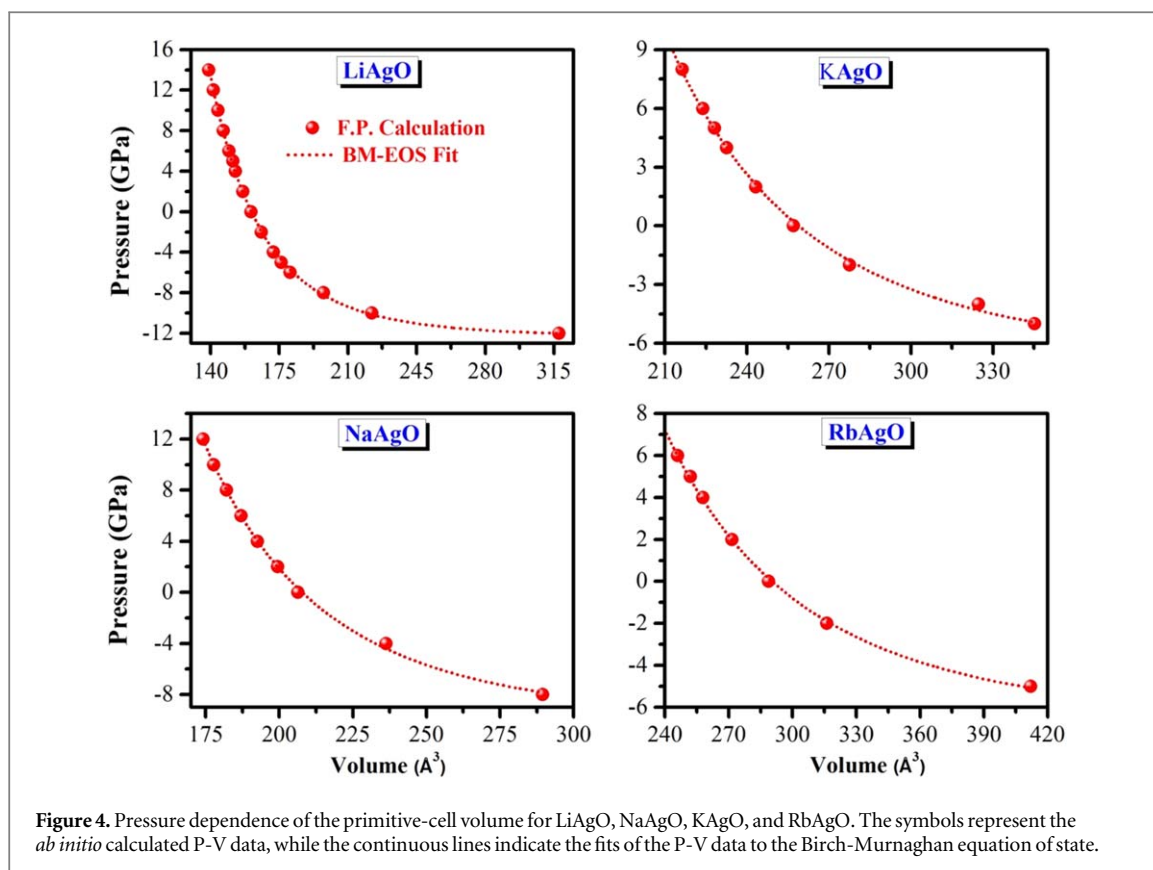 LiAgO
F.P. Calculation
BM-EOS Fit
Pressure (GPa)
16
12
8
4
0
-4
-8
-12
140 175 210 245 280 315
KAgO
9
6
3
0
-3
-6
210 240 270 300 330
NaAgO
Pressure (GPa)
12
8
4
0
-4
-8
175 200 225 250 275 300
Volume (Å³)
RbAgO
8
6
4
2
0
-2
-4
-6
240 270 300 330 360 390 420
Volume (Å³)
Figure 4. Pressure dependence of the primitive-cell volume for LiAgO, NaAgO, KAgO, and RbAgO. The symbols represent the
ab initio calculated P-V data, while the continuous lines indicate the fits of the P-V data to the Birch-Murnaghan equation of state.